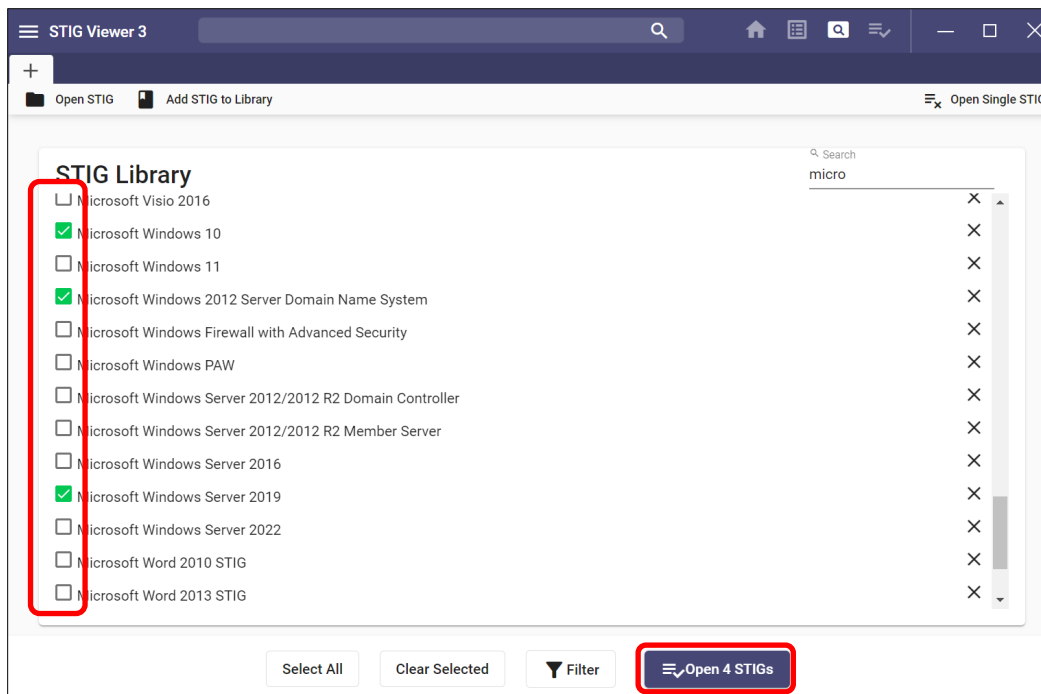 STIG Viewer 3
Open STIG Add STIG to Library Open Single STIG
STIG Library
Search
micro
Microsoft Visio 2016
Microsoft Windows 10
Microsoft Windows 11
Microsoft Windows 2012 Server Domain Name System
Microsoft Windows Firewall with Advanced Security
Microsoft Windows PAW
Microsoft Windows Server 2012/2012 R2 Domain Controller
Microsoft Windows Server 2012/2012 R2 Member Server
Microsoft Windows Server 2016
Microsoft Windows Server 2019
Microsoft Windows Server 2022
Microsoft Word 2010 STIG
Microsoft Word 2013 STIG
Select All Clear Selected Filter Open 4 STIGs